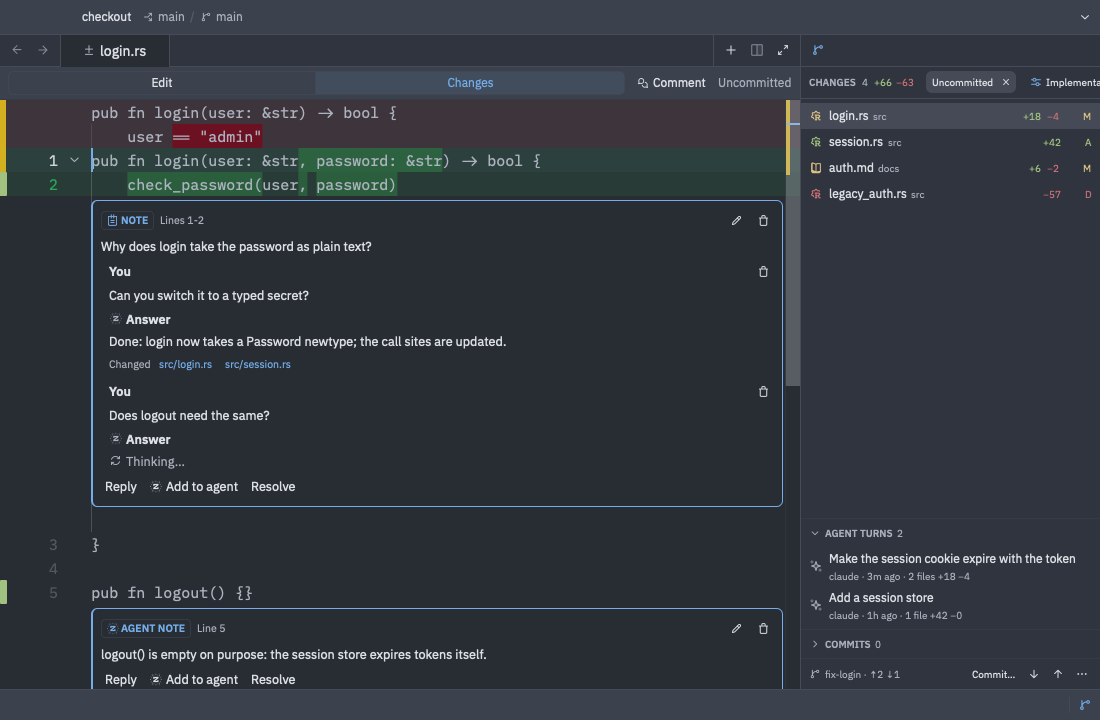 checkout main / main
login.rs
Edit Changes Comment Uncommitted
CHANGES 4 +66 −63 Uncommitted Implementa
pub fn login(user: &str) -> bool {
user == "admin"
1 pub fn login(user: &str, password: &str) -> bool {
2 check_password(user, password)
NOTE Lines 1-2
Why does login take the password as plain text?
You
Can you switch it to a typed secret?
Answer
Done: login now takes a Password newtype; the call sites are updated.
Changed src/login.rs src/session.rs
You
Does logout need the same?
Answer
Thinking...
Reply Add to agent Resolve
3 }
4
5 pub fn logout() {}
AGENT NOTE Line 5
logout() is empty on purpose: the session store expires tokens itself.
Reply Add to agent Resolve
login.rs src +18 −4 M
session.rs src +42 A
auth.md docs +6 −2 M
legacy_auth.rs src −57 D
AGENT TURNS 2
Make the session cookie expire with the token
claude · 3m ago · 2 files +18 −4
Add a session store
claude · 1h ago · 1 file +42 −0
COMMITS 0
fix-login · ↑2 ↓1 Commit...